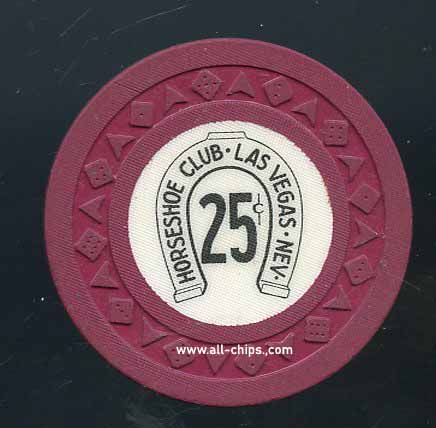 HORSESHOE CLUB · LAS VEGAS · NEV·
25¢
www.all-chips.com